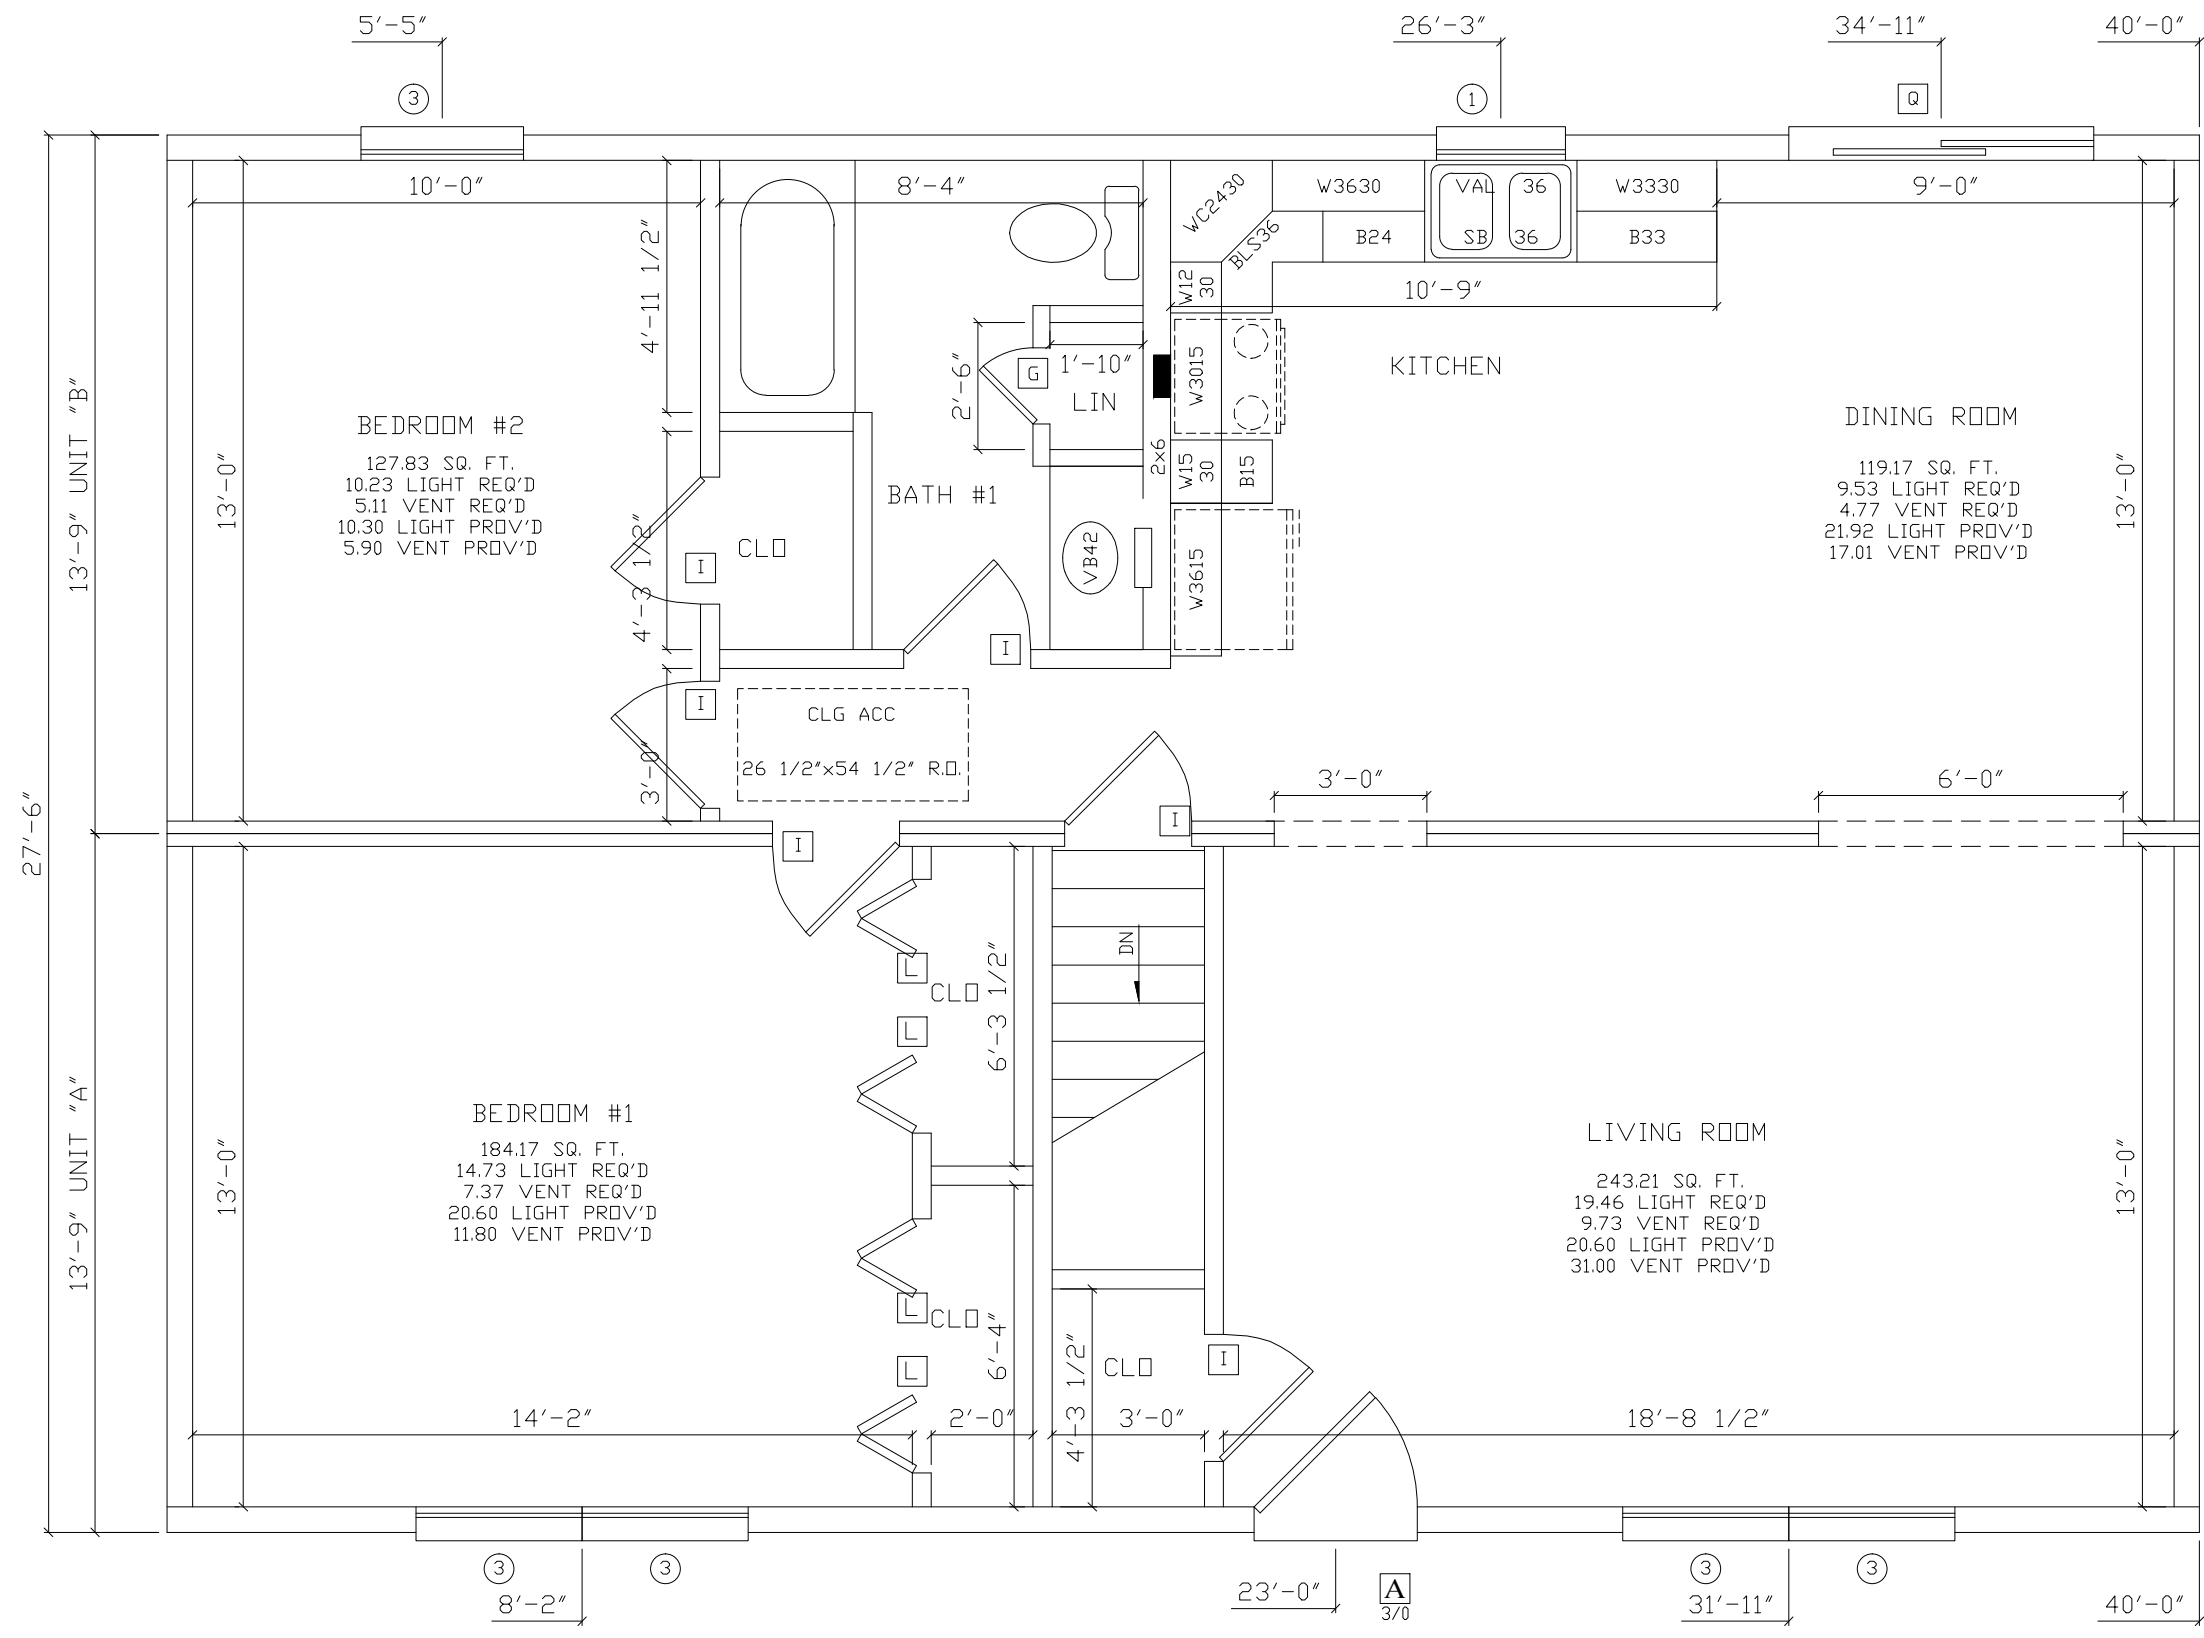 5'-5"
26'-3"
34'-11"
40'-0"
3
1
Q
10'-0"
8'-4"
WC2430
W3630
VAL 36
W3330
9'-0"
BLS36
B24
SB 36
B33
4'-11 1/2"
W12
30
10'-9"
2'-6"
G
1'-10"
LIN
W3015
KITCHEN
13'-9" UNIT "B"
BEDROOM #2
127.83 SQ. FT.
10.23 LIGHT REQ'D
5.11 VENT REQ'D
10.30 LIGHT PROV'D
5.90 VENT PROV'D
13'-0"
DINING ROOM
119.17 SQ. FT.
9.53 LIGHT REQ'D
4.77 VENT REQ'D
21.92 LIGHT PROV'D
17.01 VENT PROV'D
13'-0"
2x6
W15
30
B15
BATH #1
CLO
I
4'-3 1/2"
VB42
W3615
I
I
CLG ACC
26 1/2"x54 1/2" R.O.
3'-0"
3'-0"
6'-0"
27'-6"
I
I
DN
L
CLO
6'-3 1/2"
L
13'-9" UNIT "A"
13'-0"
BEDROOM #1
184.17 SQ. FT.
14.73 LIGHT REQ'D
7.37 VENT REQ'D
20.60 LIGHT PROV'D
11.80 VENT PROV'D
LIVING ROOM
243.21 SQ. FT.
19.46 LIGHT REQ'D
9.73 VENT REQ'D
20.60 LIGHT PROV'D
31.00 VENT PROV'D
13'-0"
L
CLO
6'-4"
L
CLO
4'-3 1/2"
I
14'-2"
2'-0"
3'-0"
18'-8 1/2"
3
3
A
3/0
3
3
8'-2"
23'-0"
31'-11"
40'-0"